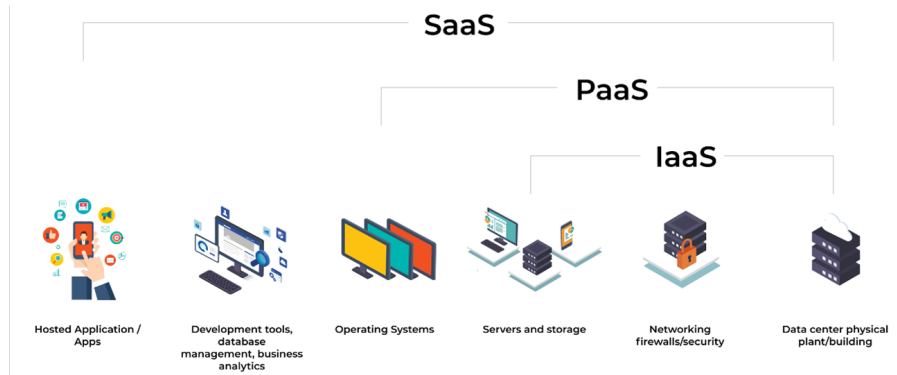 SaaS
PaaS
IaaS
Hosted Application /
Apps
Development tools,
database
management, business
analytics
Operating Systems
Servers and storage
Networking
firewalls/security
Data center physical
plant/building